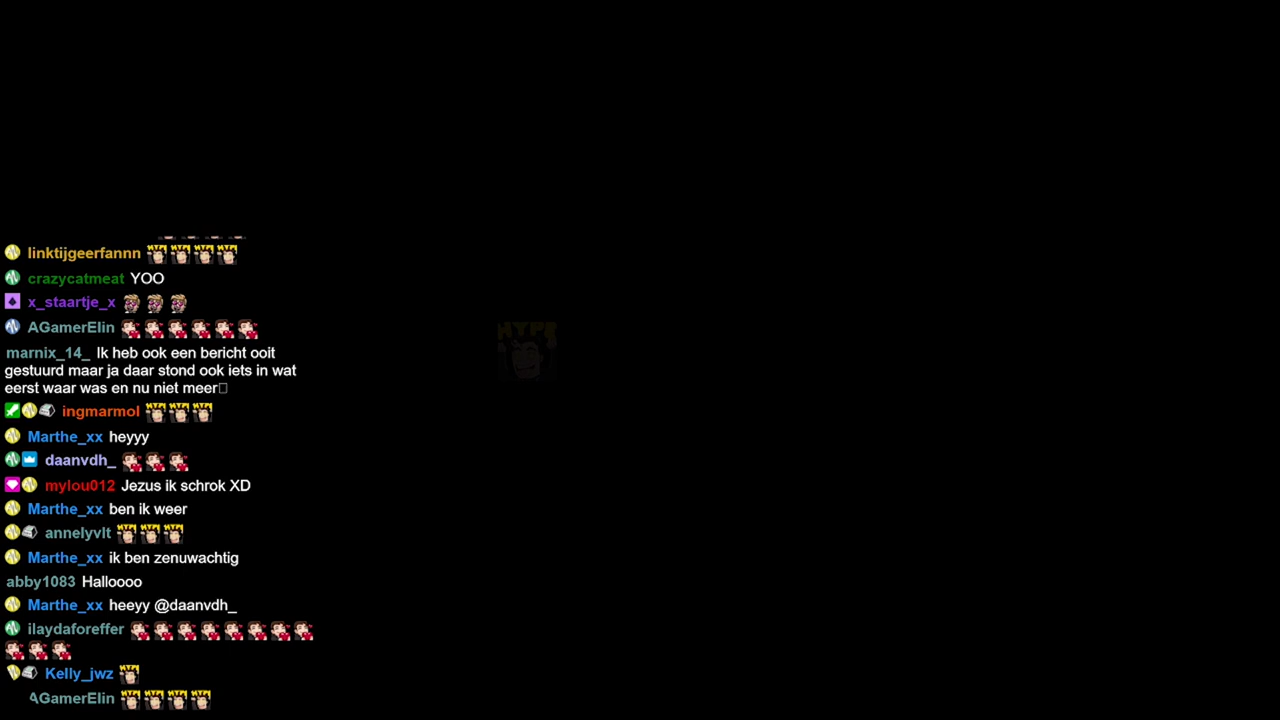 linktijgeerfannn
crazycatmeat YOO
x_staartje_x
AGamerElin
marnix_14_ Ik heb ook een bericht ooit
gestuurd maar ja daar stond ook iets in wat
eerst waar was en nu niet meer
ingmarmol
Marthe_xx heyyy
daanvdh_
mylou012 Jezus ik schrok XD
Marthe_xx ben ik weer
annelyvlt
Marthe_xx ik ben zenuwachtig
abby1083 Halloooo
Marthe_xx heeyy @daanvdh_
ilaydaforeffer
Kelly_jwz
AGamerElin
HYPE